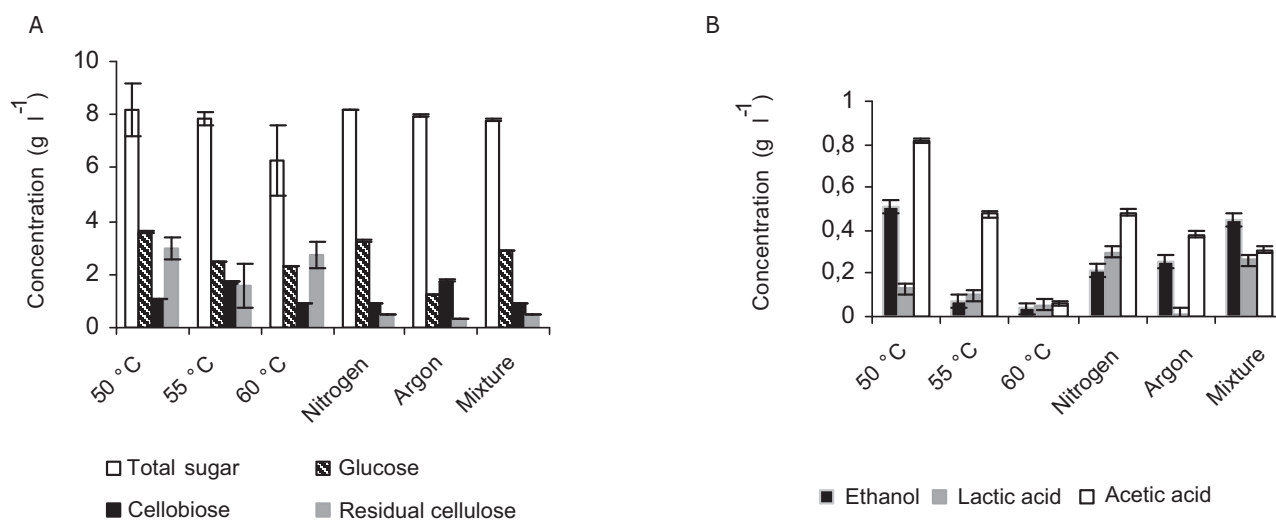 A
Concentration (g l-1)
10
8
6
4
2
0
50 °C
55 °C
60 °C
Nitrogen
Argon
Mixture
Total sugar
Glucose
Cellobiose
Residual cellulose
B
Concentration (g l-1)
1
0,8
0,6
0,4
0,2
0
50 °C
55 °C
60 °C
Nitrogen
Argon
Mixture
Ethanol
Lactic acid
Acetic acid